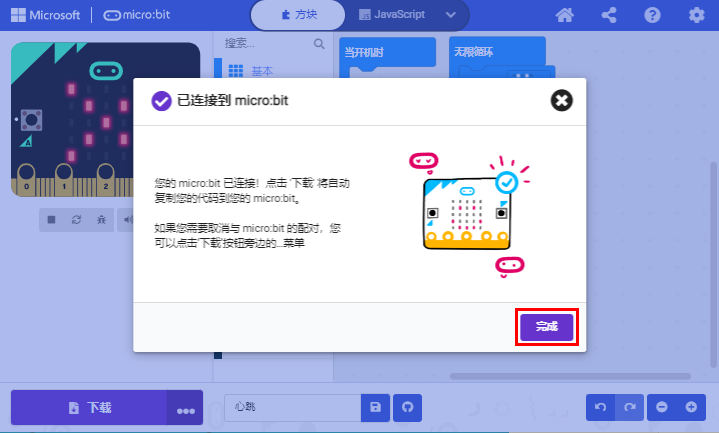 Microsoft
micro:bit
方块
JavaScript
搜索...
基本
当开机时
无限循环
0
1
2
已连接到 micro:bit
您的 micro:bit 已连接！点击 '下载' 将自动
复制您的代码到您的 micro:bit。
如果您需要取消与 micro:bit 的配对，您
可以点击'下载'按钮旁边的...菜单
完成
下载
心跳